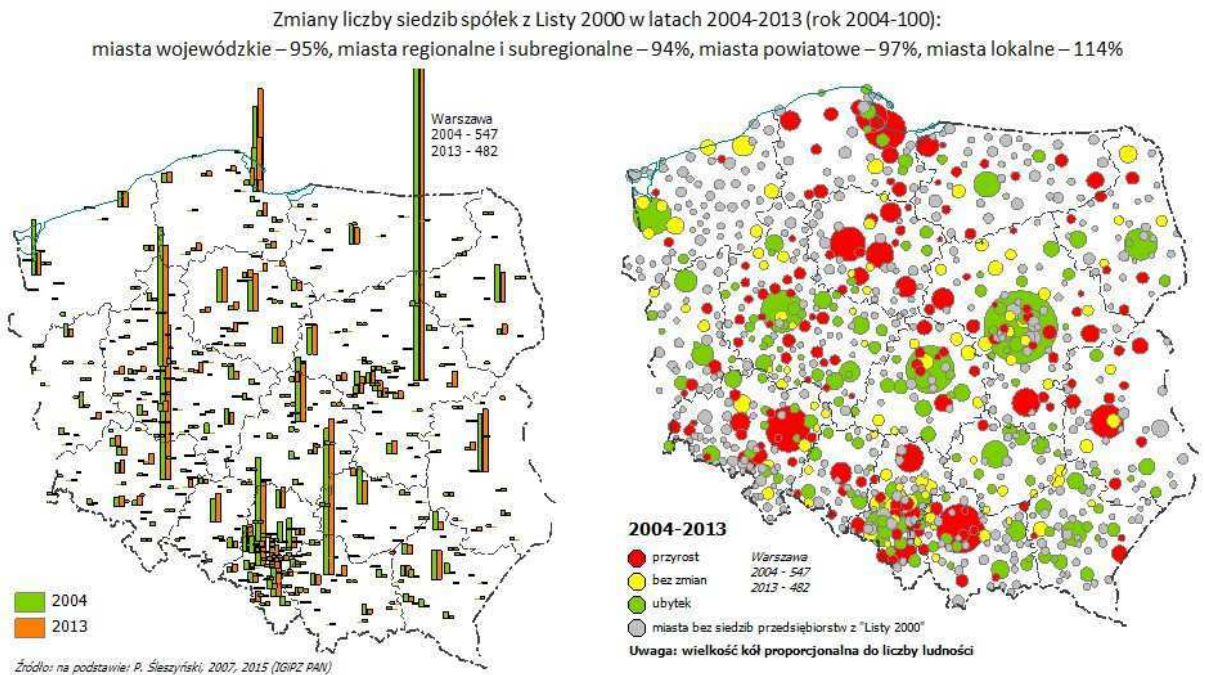 Zmiany liczby siedzib spółek z Listy 2000 w latach 2004-2013 (rok 2004-100):
miasta wojewódzkie – 95%, miasta regionalne i subregionalne – 94%, miasta powiatowe – 97%, miasta lokalne – 114%
Warszawa
2004 - 547
2013 - 482
2004
2013
Źródło: na podstawie: P. Śleszyński, 2007, 2015 (IGiPZ PAN)
2004-2013
przyrost
bez zmian
ubytek
miasta bez siedzib przedsiębiorstw z "Listy 2000"
Warszawa
2004 - 547
2013 - 482
Uwaga: wielkość kół proporcjonalna do liczby ludności